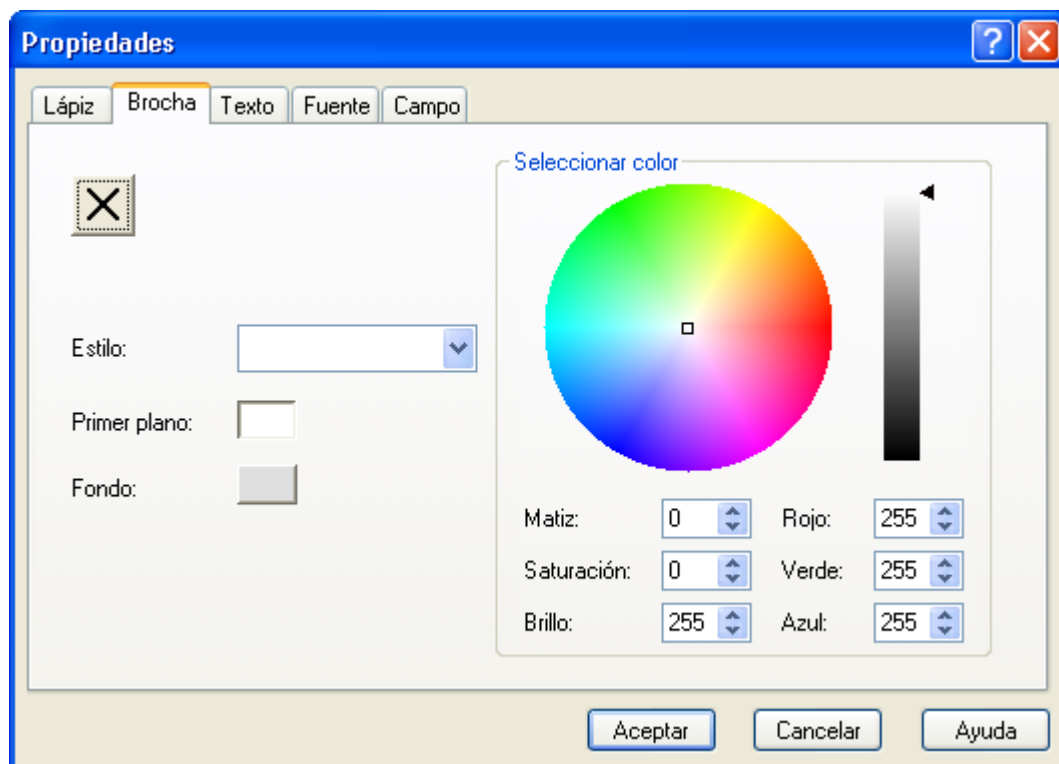 Propiedades
Lápiz Brocha Texto Fuente Campo
Seleccionar color
Estilo:
Primer plano:
Fondo:
Matiz: 0 Rojo: 255
Saturación: 0 Verde: 255
Brillo: 255 Azul: 255
Aceptar Cancelar Ayuda